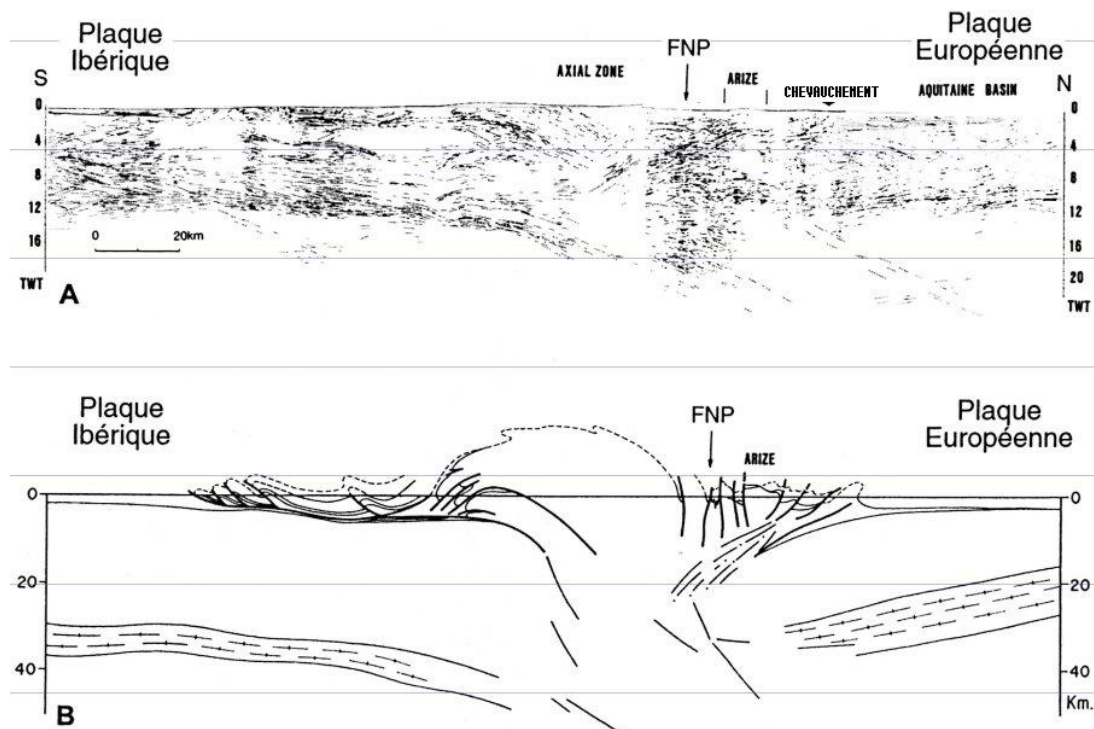 Plaque
Ibérique
Plaque
Européenne
S
AXIAL ZONE
FNP
ARIZE
CHEVAUCHEMENT
AQUITAINE BASIN
N
0
4
8
12
16
TWT
0
4
8
12
16
20
TWT
0 20km
A
Plaque
Ibérique
FNP
ARIZE
Plaque
Européenne
0
20
40
0
20
40
Km.
B